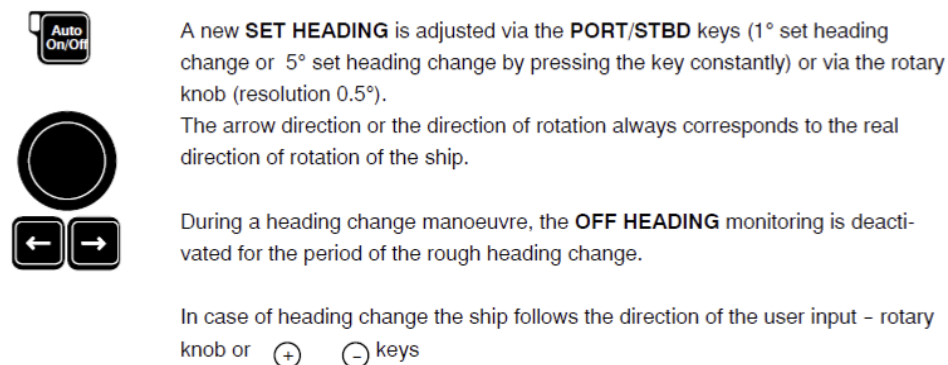 Auto
On/Off
A new SET HEADING is adjusted via the PORT/STBD keys (1° set heading
change or 5° set heading change by pressing the key constantly) or via the rotary
knob (resolution 0.5°).
The arrow direction or the direction of rotation always corresponds to the real
direction of rotation of the ship.
← →
During a heading change manoeuvre, the OFF HEADING monitoring is deacti-
vated for the period of the rough heading change.
In case of heading change the ship follows the direction of the user input – rotary
knob or (+) (–) keys